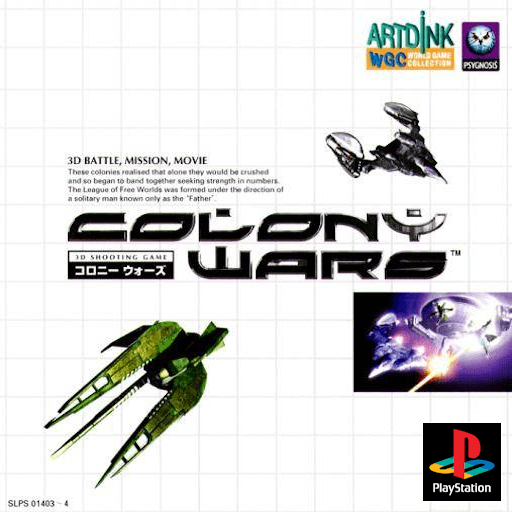 ARTDINK
WGC WORLD GAME
COLLECTION
PSYGNOSIS
3D BATTLE, MISSION, MOVIE
These colonies realised that alone they would be crushed
and so began to band together seeking strength in numbers.
The League of Free Worlds was formed under the direction of
a solitary man known only as the "Father".
COLONY
3D SHOOTING GAME
コロニー ウォーズ
WARS™
PlayStation
SLPS 01403 ~ 4